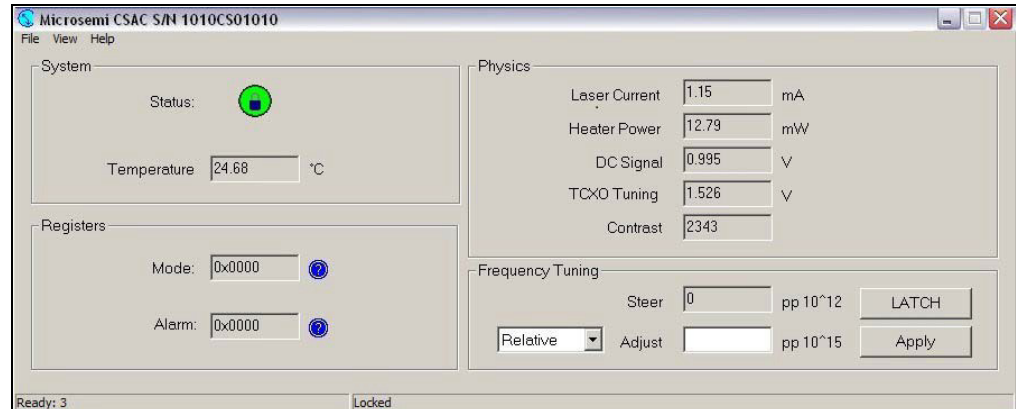 Microsemi CSAC S/N 1010CS01010
File View Help
System
Status:
Temperature 24.68 °C
Registers
Mode: 0x0000 ?
Alarm: 0x0000 ?
Physics
Laser Current 1.15 mA
Heater Power 12.79 mW
DC Signal 0.995 V
TCXO Tuning 1.526 V
Contrast 2343
Frequency Tuning
Steer 0 pp 10^12 LATCH
Relative Adjust pp 10^15 Apply
Ready: 3 Locked